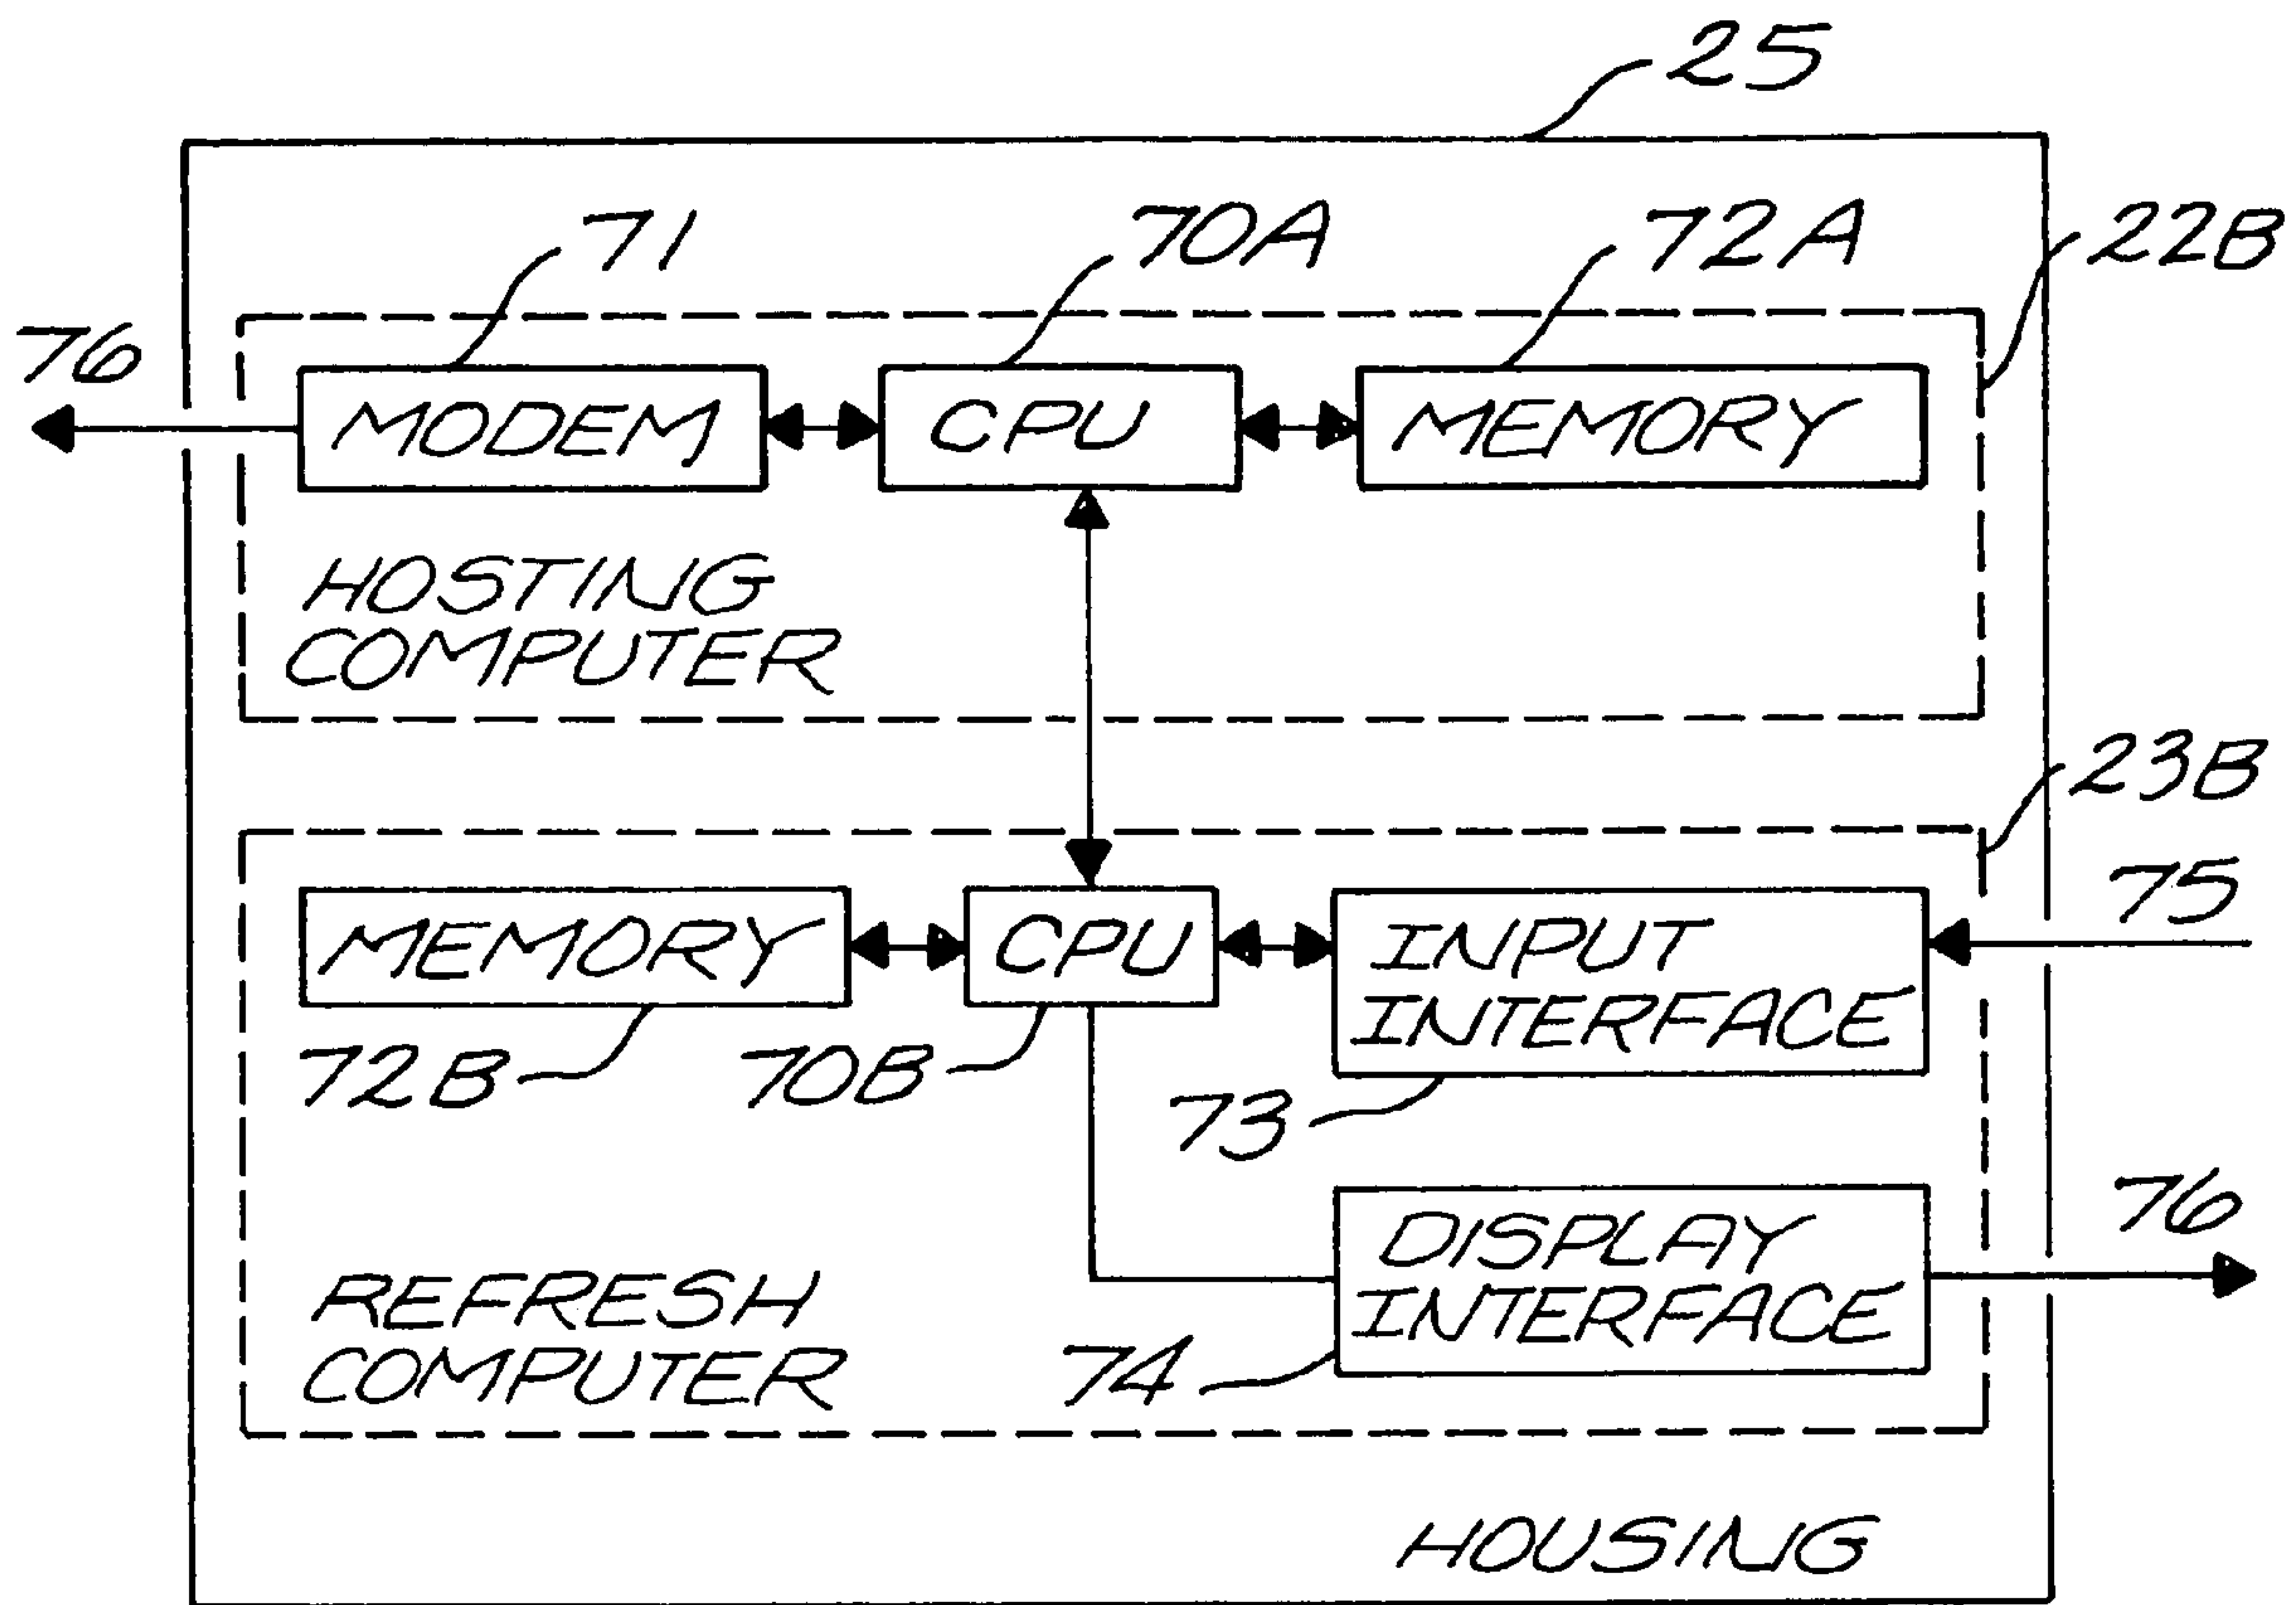 25
71
70A
72A
22B
76
MODEM
CPU
MEMORY
HOSTING
COMPUTER
23B
75
MEMORY
CPU
INPUT
INTERFACE
72B
70B
73
76
DISPLAY
INTERFACE
REFRESH
COMPUTER
74
HOUSING